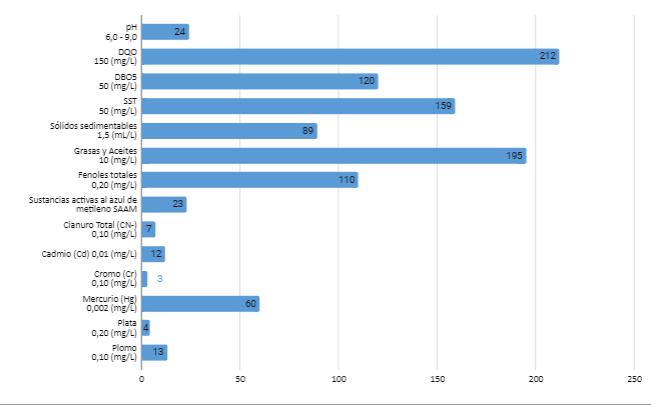 pH
6,0 - 9,0
24
DQO
150 (mg/L)
212
DBO5
50 (mg/L)
120
SST
50 (mg/L)
159
Sólidos sedimentables
1,5 (mL/L)
89
Grasas y Aceites
10 (mg/L)
195
Fenoles totales
0,20 (mg/L)
110
Sustancias activas al azul de
metileno SAAM
23
Cianuro Total (CN-)
0,10 (mg/L)
7
Cadmio (Cd) 0,01 (mg/L)
12
Cromo (Cr)
0,10 (mg/L)
3
Mercurio (Hg)
0,002 (mg/L)
60
Plata
0,20 (mg/L)
4
Plomo
0,10 (mg/L)
13
0 50 100 150 200 250